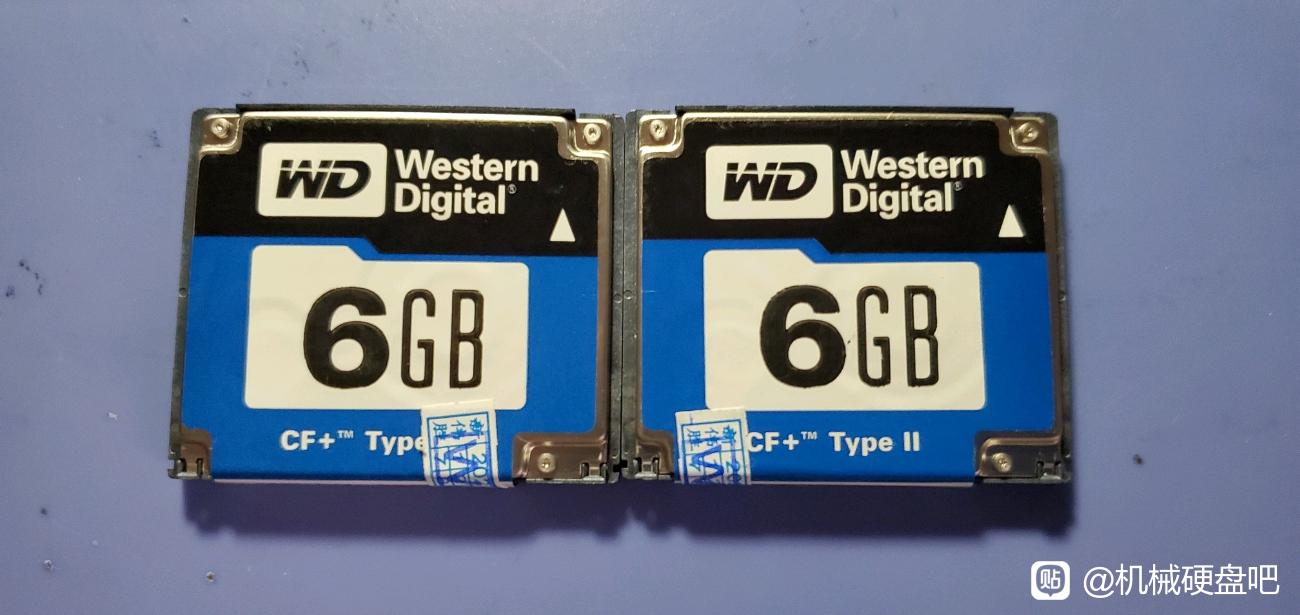 WD Western
Digital®
6GB
CF+™ Type
WD Western
Digital®
6GB
CF+™ Type II
贴 @机械硬盘吧